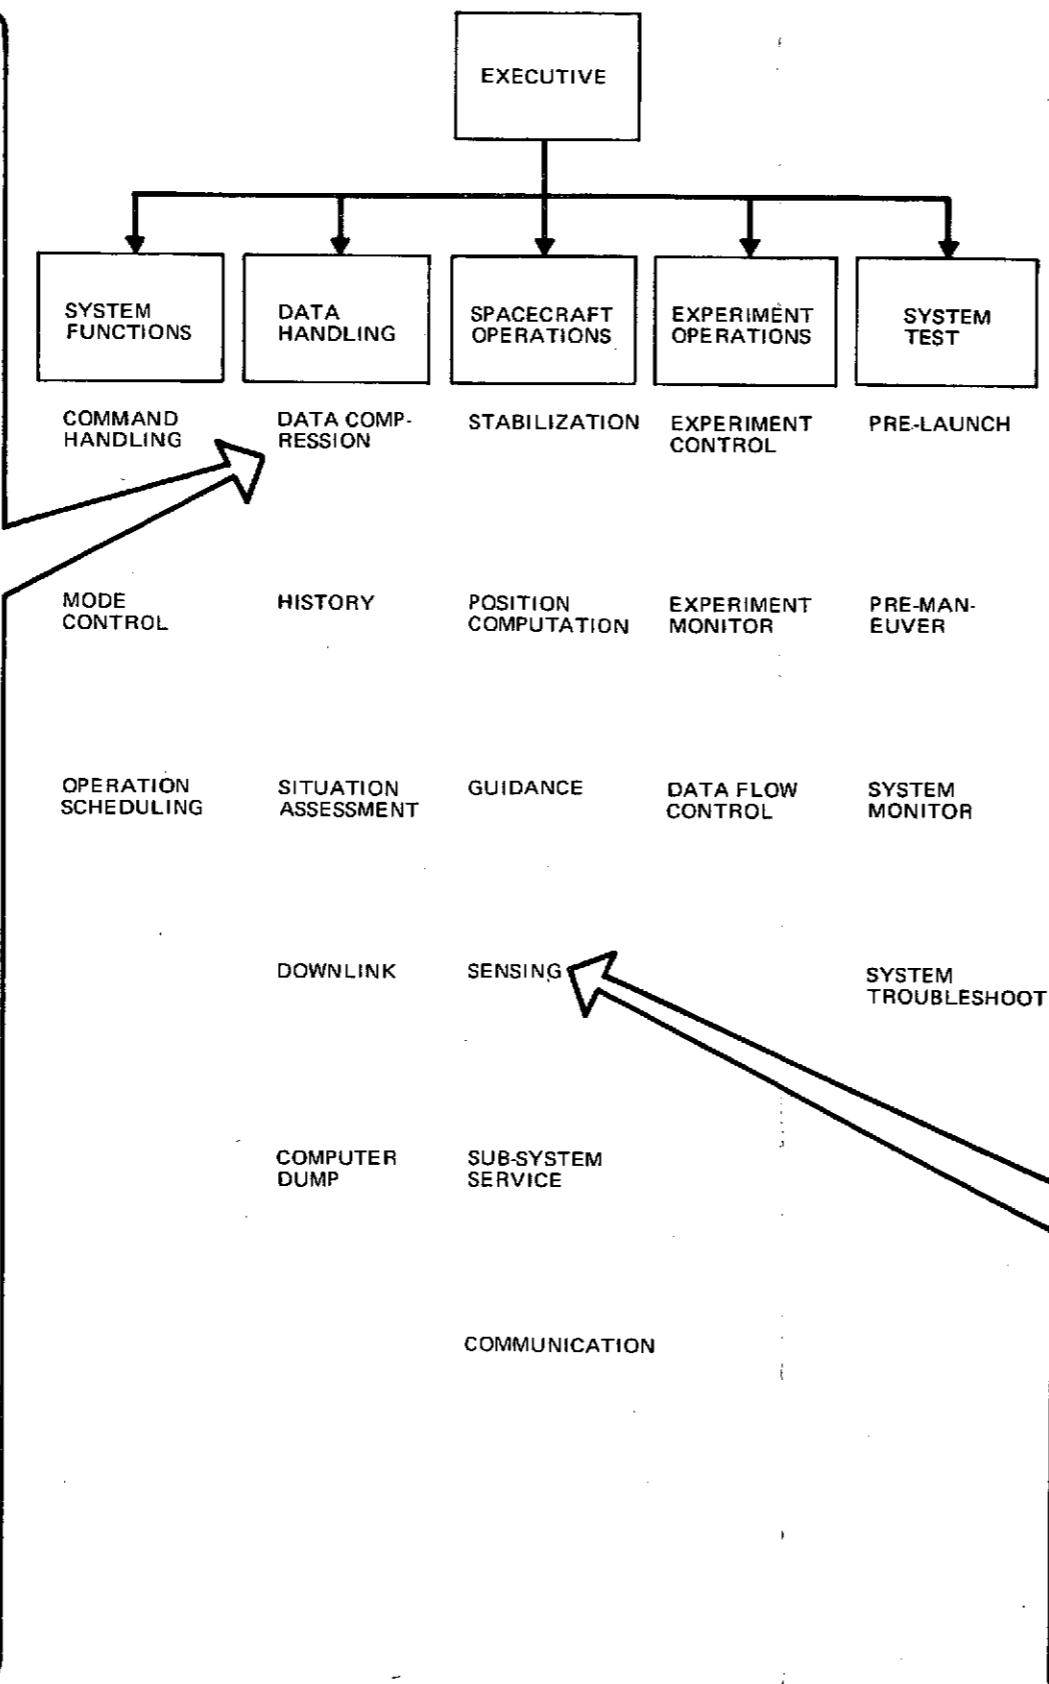 EXECUTIVE
SYSTEM
FUNCTIONS
DATA
HANDLING
SPACECRAFT
OPERATIONS
EXPERIMENT
OPERATIONS
SYSTEM
TEST
COMMAND
HANDLING
DATA COMP-
RESSION
STABILIZATION
EXPERIMENT
CONTROL
PRE-LAUNCH
MODE
CONTROL
HISTORY
POSITION
COMPUTATION
EXPERIMENT
MONITOR
PRE-MAN-
EUVER
OPERATION
SCHEDULING
SITUATION
ASSESSMENT
GUIDANCE
DATA FLOW
CONTROL
SYSTEM
MONITOR
DOWNLINK
SENSING
SYSTEM
TROUBLESHOOT
COMPUTER
DUMP
SUB-SYSTEM
SERVICE
COMMUNICATION